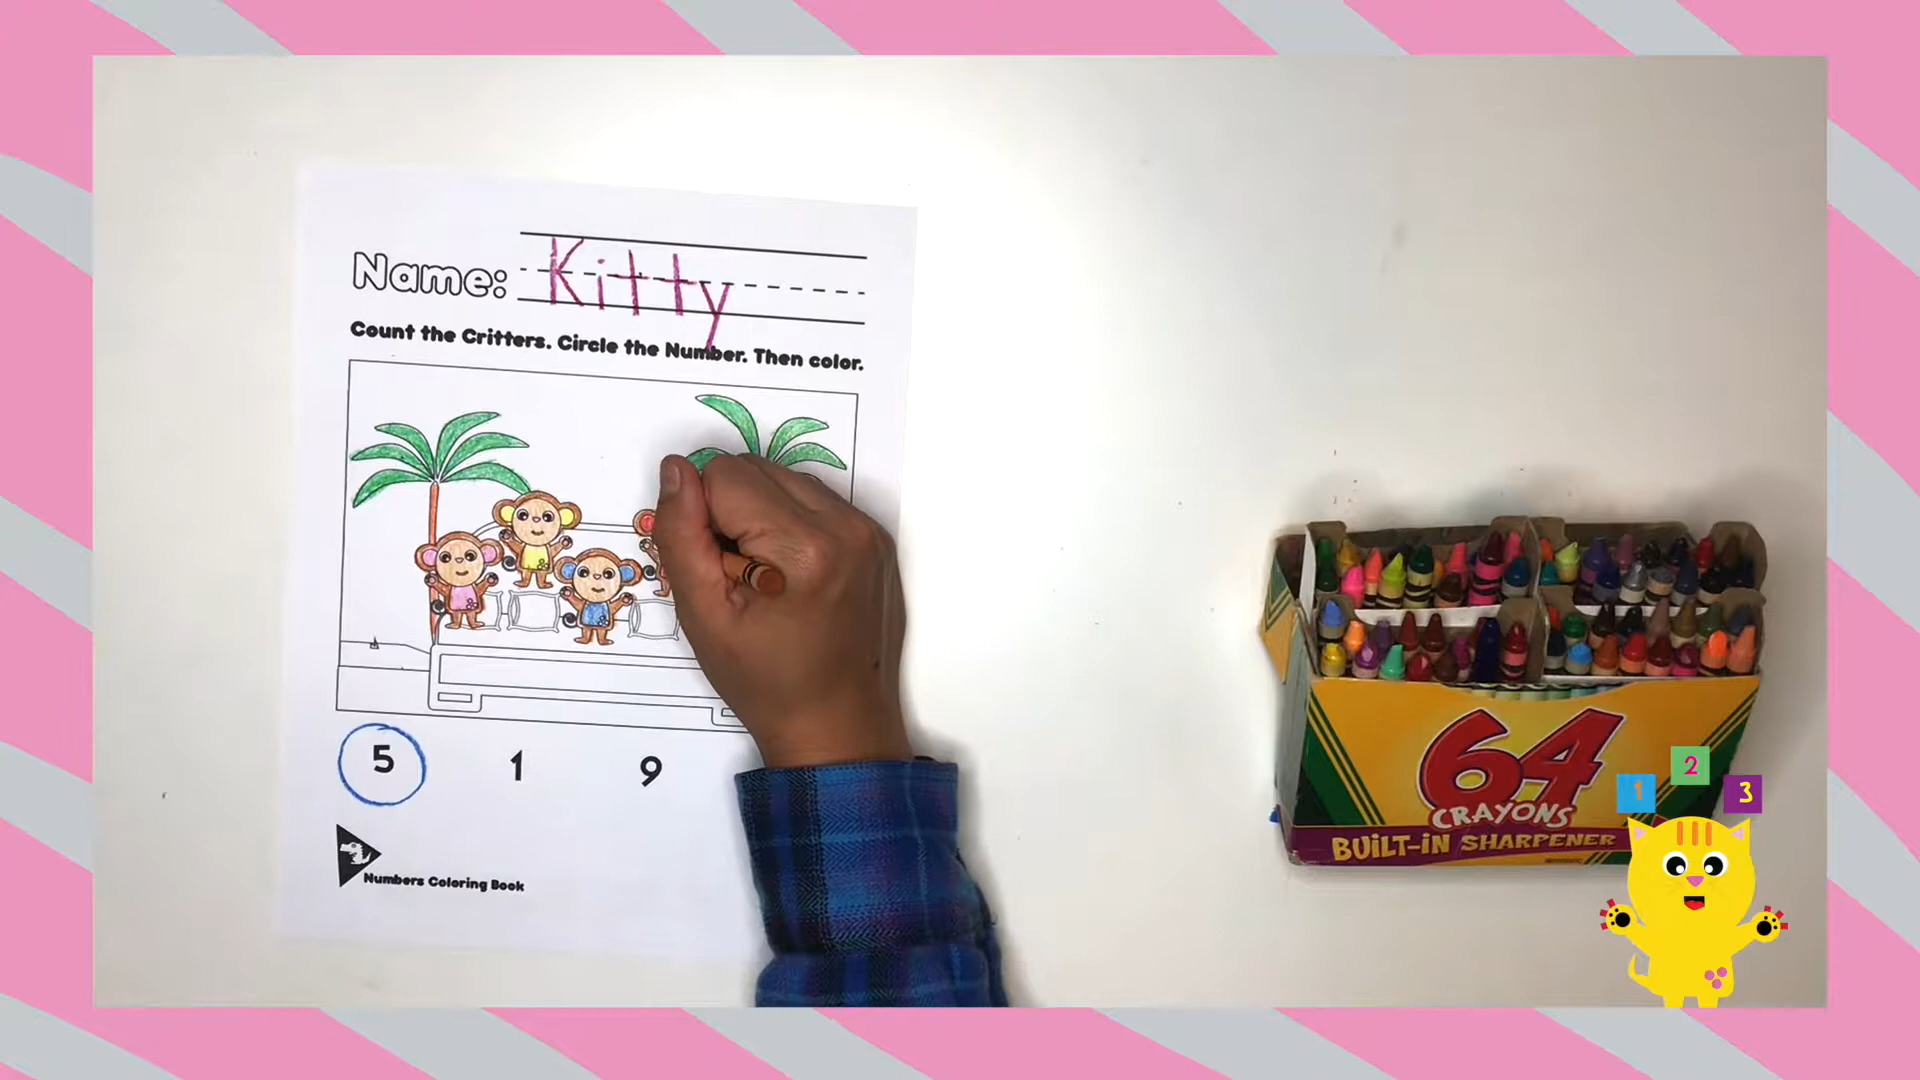 Name: Kitty
Count the Critters. Circle the Number. Then color.
5 1 9
Numbers Coloring Book
64
CRAYONS
BUILT-IN SHARPENER
1 2 3